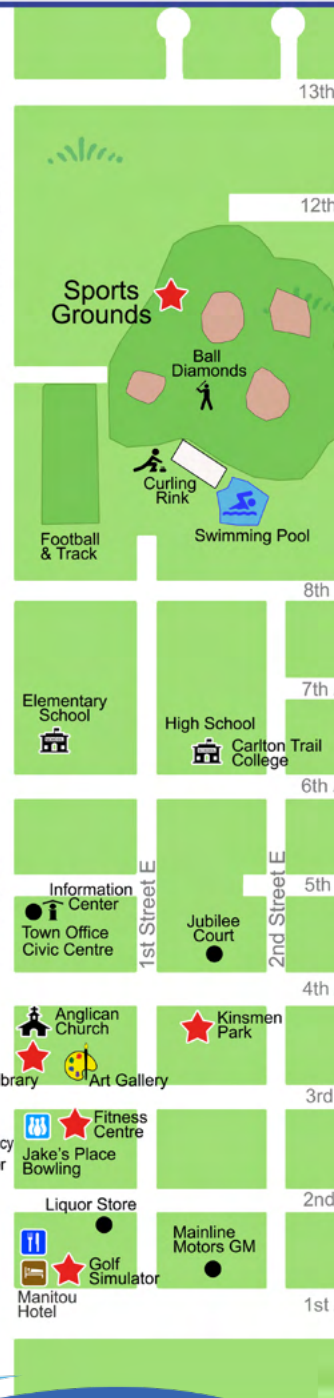 13th
12th
Sports
Grounds
Ball
Diamonds
Curling
Rink
Swimming Pool
Football
& Track
8th
7th
Elementary
School
High School
Carlton Trail
College
6th
1st Street E
2nd Street E
5th
Information
Center
Town Office
Civic Centre
Jubilee
Court
4th
Anglican
Church
Kinsmen
Park
brary
Art Gallery
3rd
Fitness
Centre
cy
r
Jake's Place
Bowling
2nd
Liquor Store
Mainline
Motors GM
Golf
Simulator
Manitou
Hotel
1st